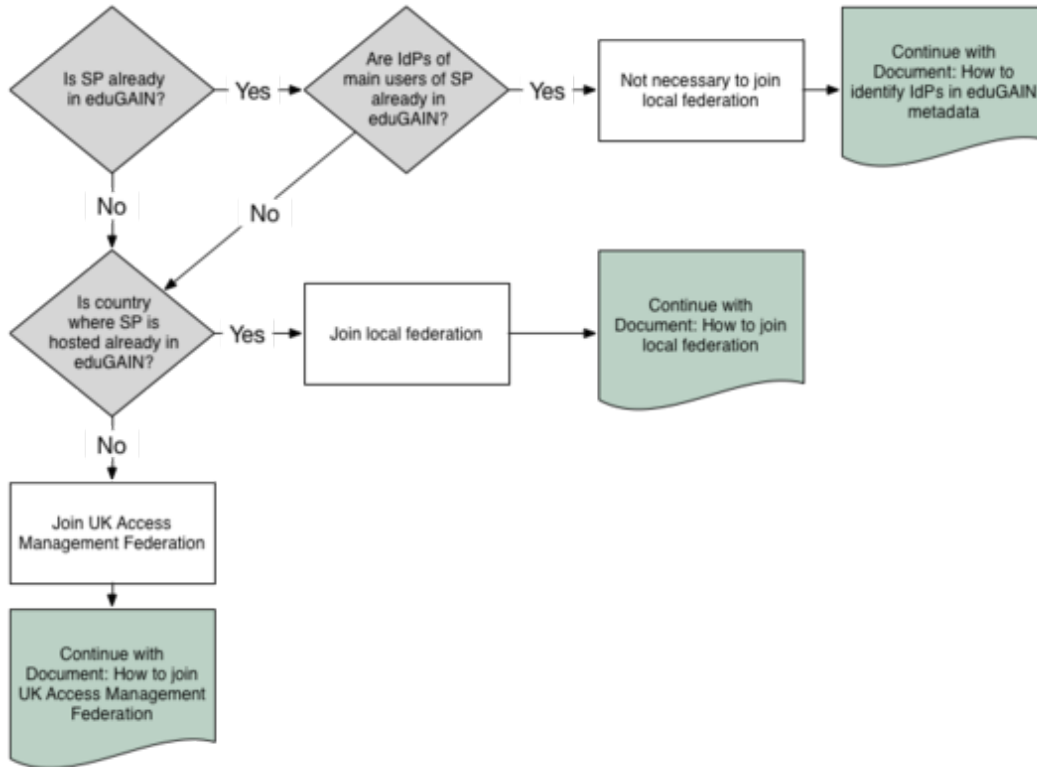 Is SP already
in eduGAIN?
Yes
Are IdPs of
main users of SP
already in
eduGAIN?
Yes
Not necessary to join
local federation
Continue with
Document: How to
identify IdPs in eduGAIN
metadata
No
No
Is country
where SP is
hosted already in
eduGAIN?
Yes
Join local federation
Continue with
Document: How to join
local federation
No
Join UK Access
Management Federation
Continue with
Document: How to join
UK Access Management
Federation